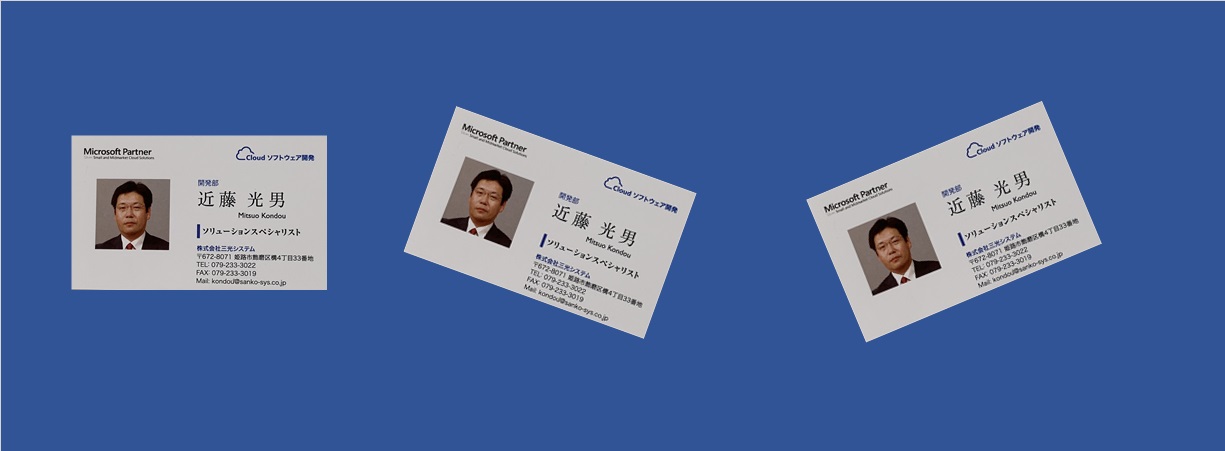 Microsoft Partner
Small and Midmarket Cloud Solutions
Cloud ソフトウェア開発
開発部
近藤 光男
Mitsuo Kondou
ソリューションスペシャリスト
株式会社三光システム
〒672-8071 姫路市飾磨区構4丁目33番地
TEL: 079-233-3022
FAX: 079-233-3019
Mail: kondou@sanko-sys.co.jp
Microsoft Partner
Small and Midmarket Cloud Solutions
Cloud ソフトウェア開発
開発部
近藤 光男
Mitsuo Kondou
ソリューションスペシャリスト
株式会社三光システム
〒672-8071 姫路市飾磨区構4丁目33番地
TEL: 079-233-3022
FAX: 079-233-3019
Mail: kondou@sanko-sys.co.jp
Microsoft Partner
Small and Midmarket Cloud Solutions
Cloud ソフトウェア開発
開発部
近藤 光男
Mitsuo Kondou
ソリューションスペシャリスト
株式会社三光システム
〒672-8071 姫路市飾磨区構4丁目33番地
TEL: 079-233-3022
FAX: 079-233-3019
Mail: kondou@sanko-sys.co.jp